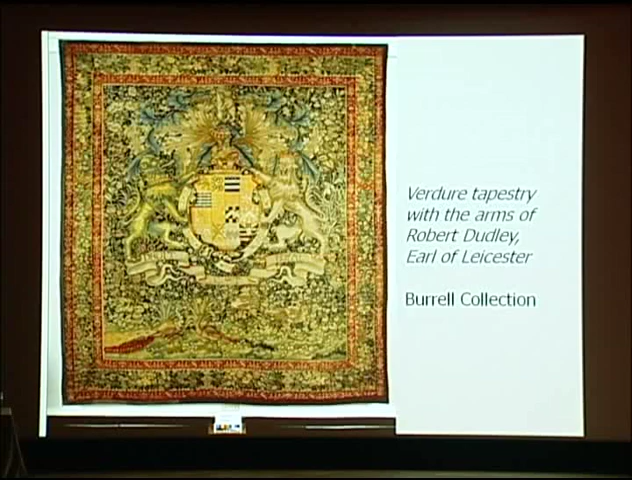 Verdure tapestry
with the arms of
Robert Dudley,
Earl of Leicester
Burrell Collection